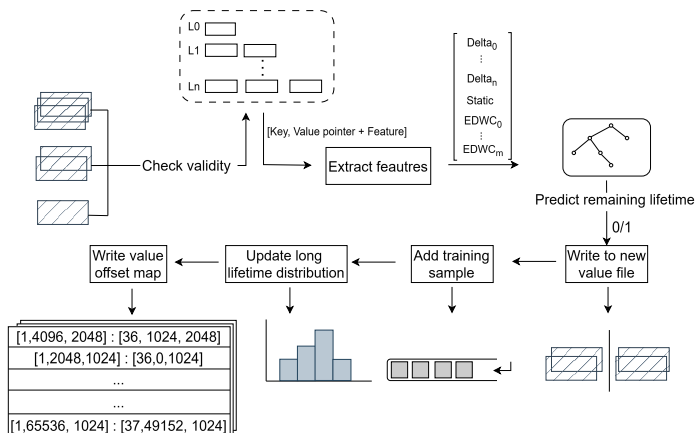 L0
L1
⋮
Ln
Check validity
[Key, Value pointer + Feature]
Extract feautres
Delta0
⋮
Deltan
Static
EDWC0
⋮
EDWCm
Predict remaining lifetime
0/1
Write to new
value file
Add training
sample
Update long
lifetime distribution
Write value
offset map
[1,4096, 2048] : [36, 1024, 2048]
[1,2048,1024] : [36,0,1024]
...
...
[1,65536, 1024] : [37,49152, 1024]